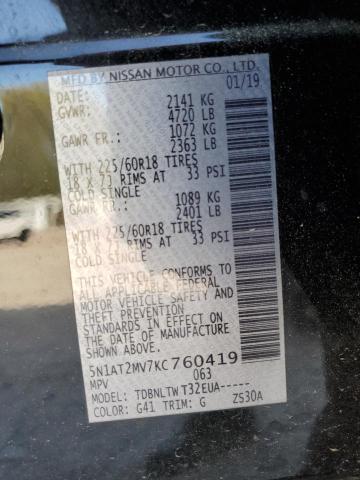 MFD BY NISSAN MOTOR CO., LTD.
DATE: 01/19
GVWR: 2141 KG
4720 LB
GAWR FR.: 1072 KG
2363 LB
WITH 225/60R18 TIRES
18 X 7J RIMS AT 33 PSI
COLD SINGLE
GAWR RR.: 1089 KG
2401 LB
WITH 225/60R18 TIRES
18 X 7J RIMS AT 33 PSI
COLD SINGLE
THIS VEHICLE CONFORMS TO
ALL APPLICABLE FEDERAL
MOTOR VEHICLE SAFETY AND
THEFT PREVENTION
STANDARDS IN EFFECT ON
THE DATE OF MANUFACTURE
5N1AT2MV7KC760419
MPV 063
MODEL: TDBNLTWT32EUA-----
COLOR: G41 TRIM: G ZS30A